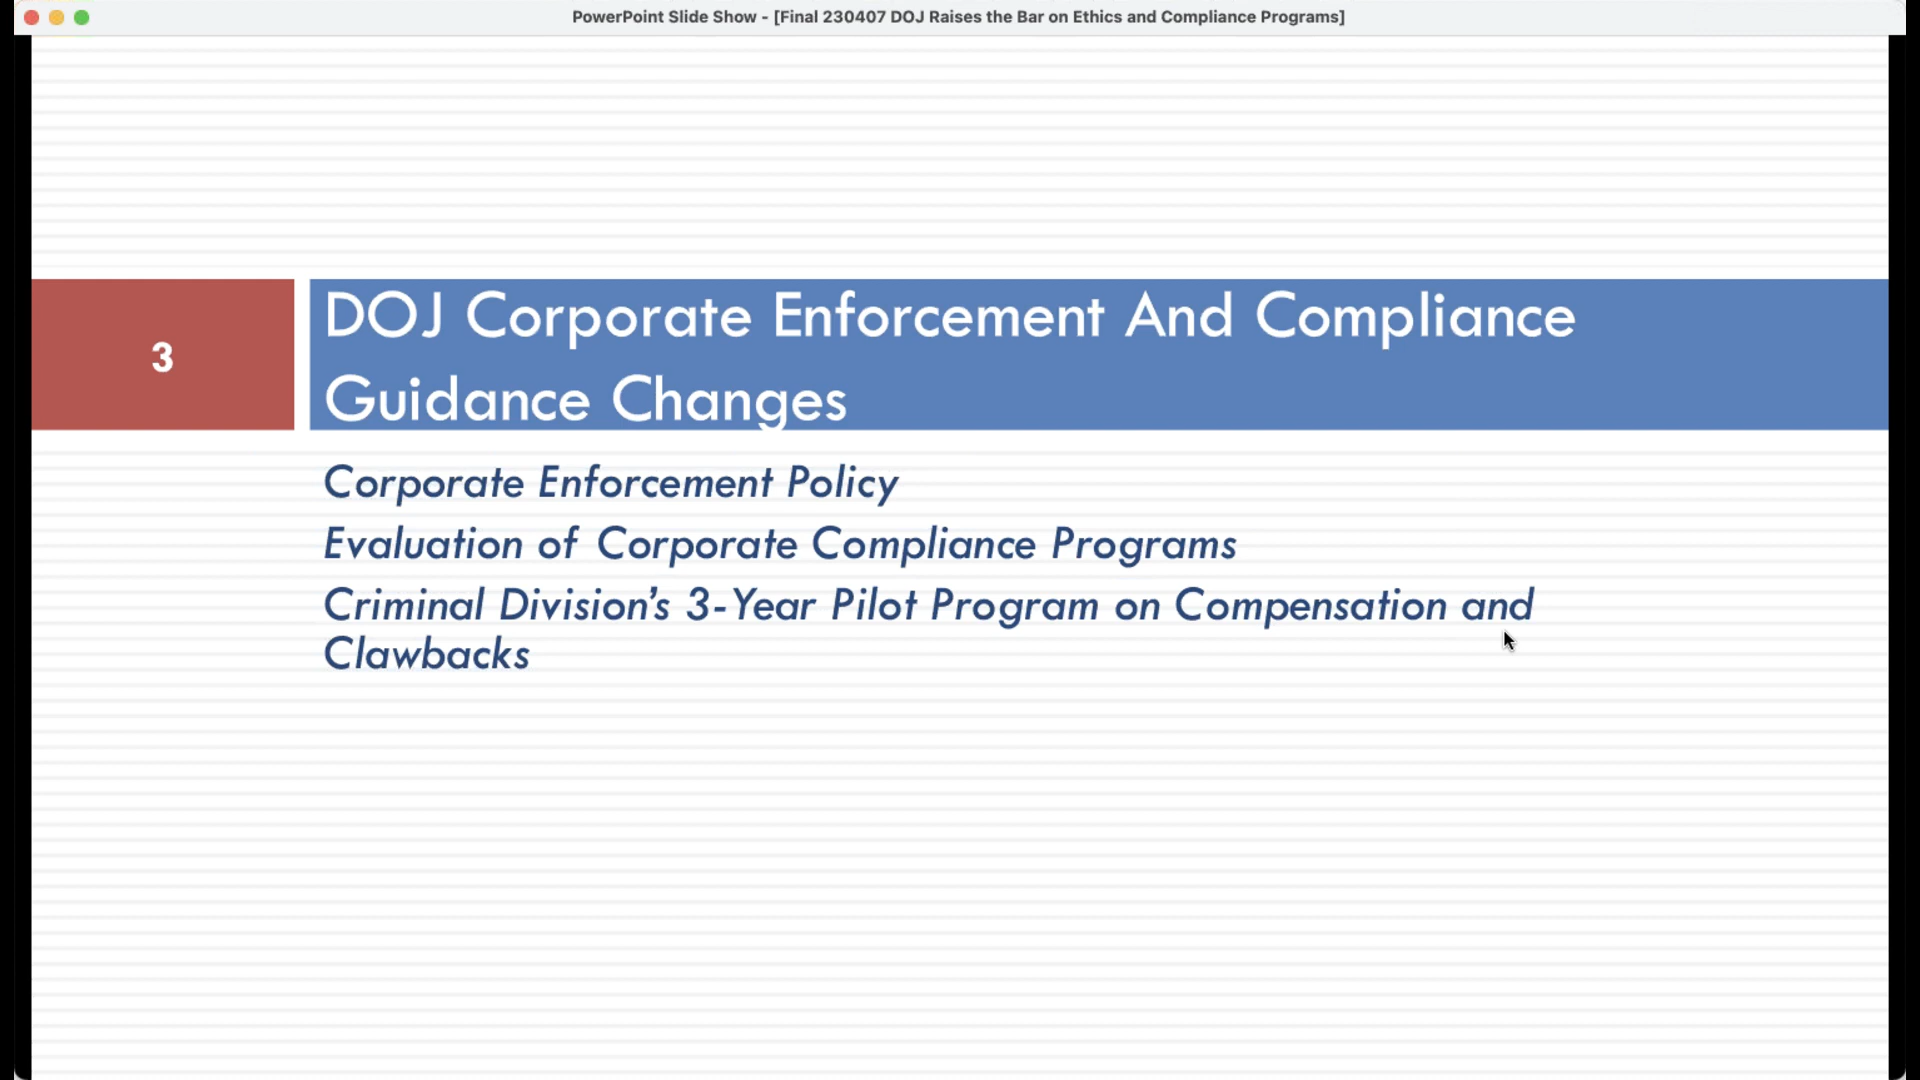 PowerPoint Slide Show - [Final 230407 DOJ Raises the Bar on Ethics and Compliance Programs]
3
DOJ Corporate Enforcement And Compliance
Guidance Changes
Corporate Enforcement Policy
Evaluation of Corporate Compliance Programs
Criminal Division’s 3-Year Pilot Program on Compensation and
Clawbacks